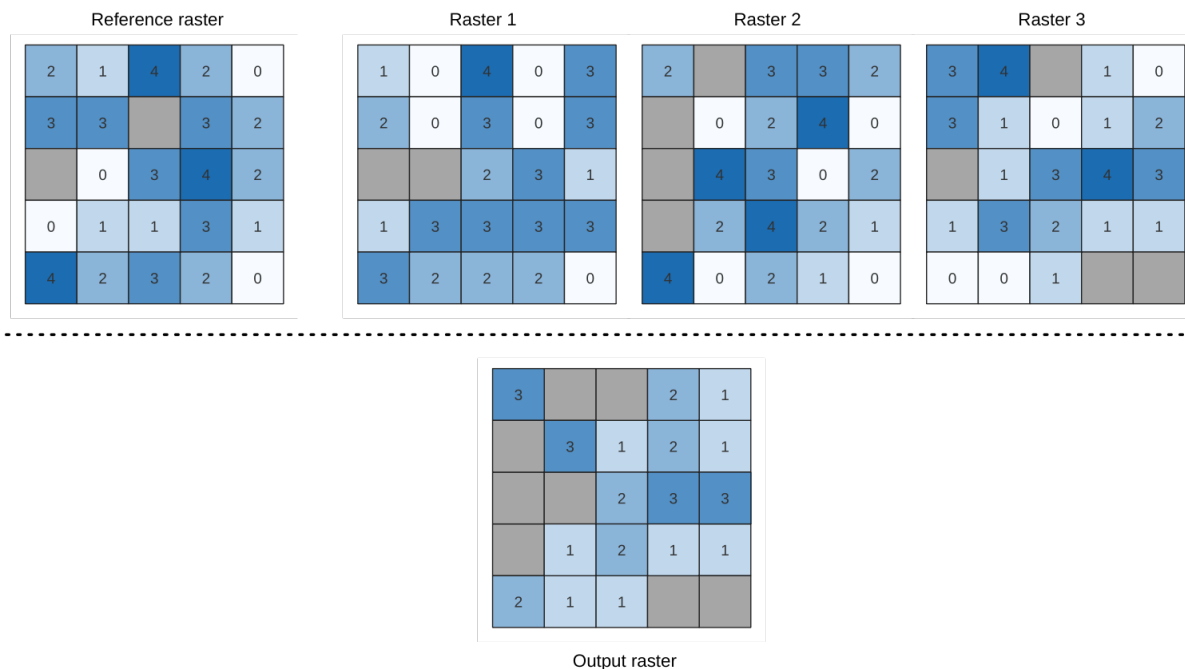 Reference raster Raster 1 Raster 2 Raster 3
2 1 4 2 0 1 0 4 0 3 2 3 3 2 3 4 1 0
3 3 3 2 2 0 3 0 3 0 2 4 0 3 1 0 1 2
0 3 4 2 2 3 1 4 3 0 2 1 3 4 3
0 1 1 3 1 1 3 3 3 3 2 4 2 1 1 3 2 1 1
4 2 3 2 0 3 2 2 2 0 4 0 2 1 0 0 0 1
3 2 1
3 1 2 1
2 3 3
1 2 1 1
2 1 1
Output raster